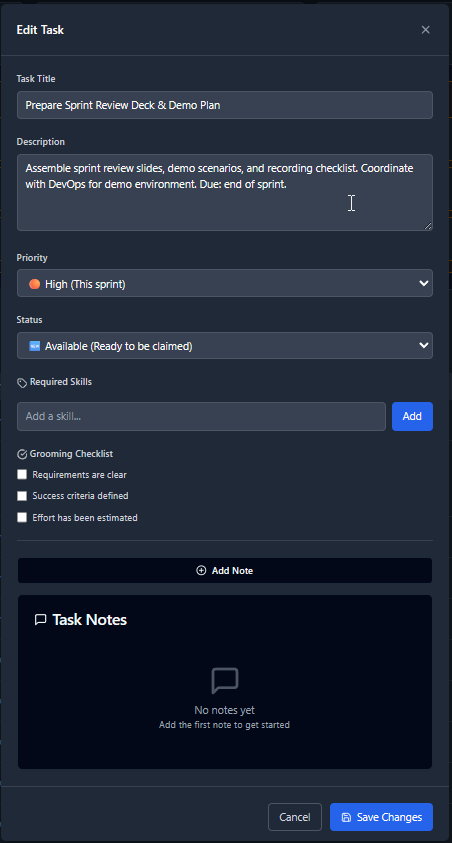 Edit Task
Task Title
Prepare Sprint Review Deck & Demo Plan
Description
Assemble sprint review slides, demo scenarios, and recording checklist. Coordinate
with DevOps for demo environment. Due: end of sprint.
Priority
High (This sprint)
Status
Available (Ready to be claimed)
Required Skills
Add a skill...
Add
Grooming Checklist
Requirements are clear
Success criteria defined
Effort has been estimated
Add Note
Task Notes
No notes yet
Add the first note to get started
Cancel
Save Changes